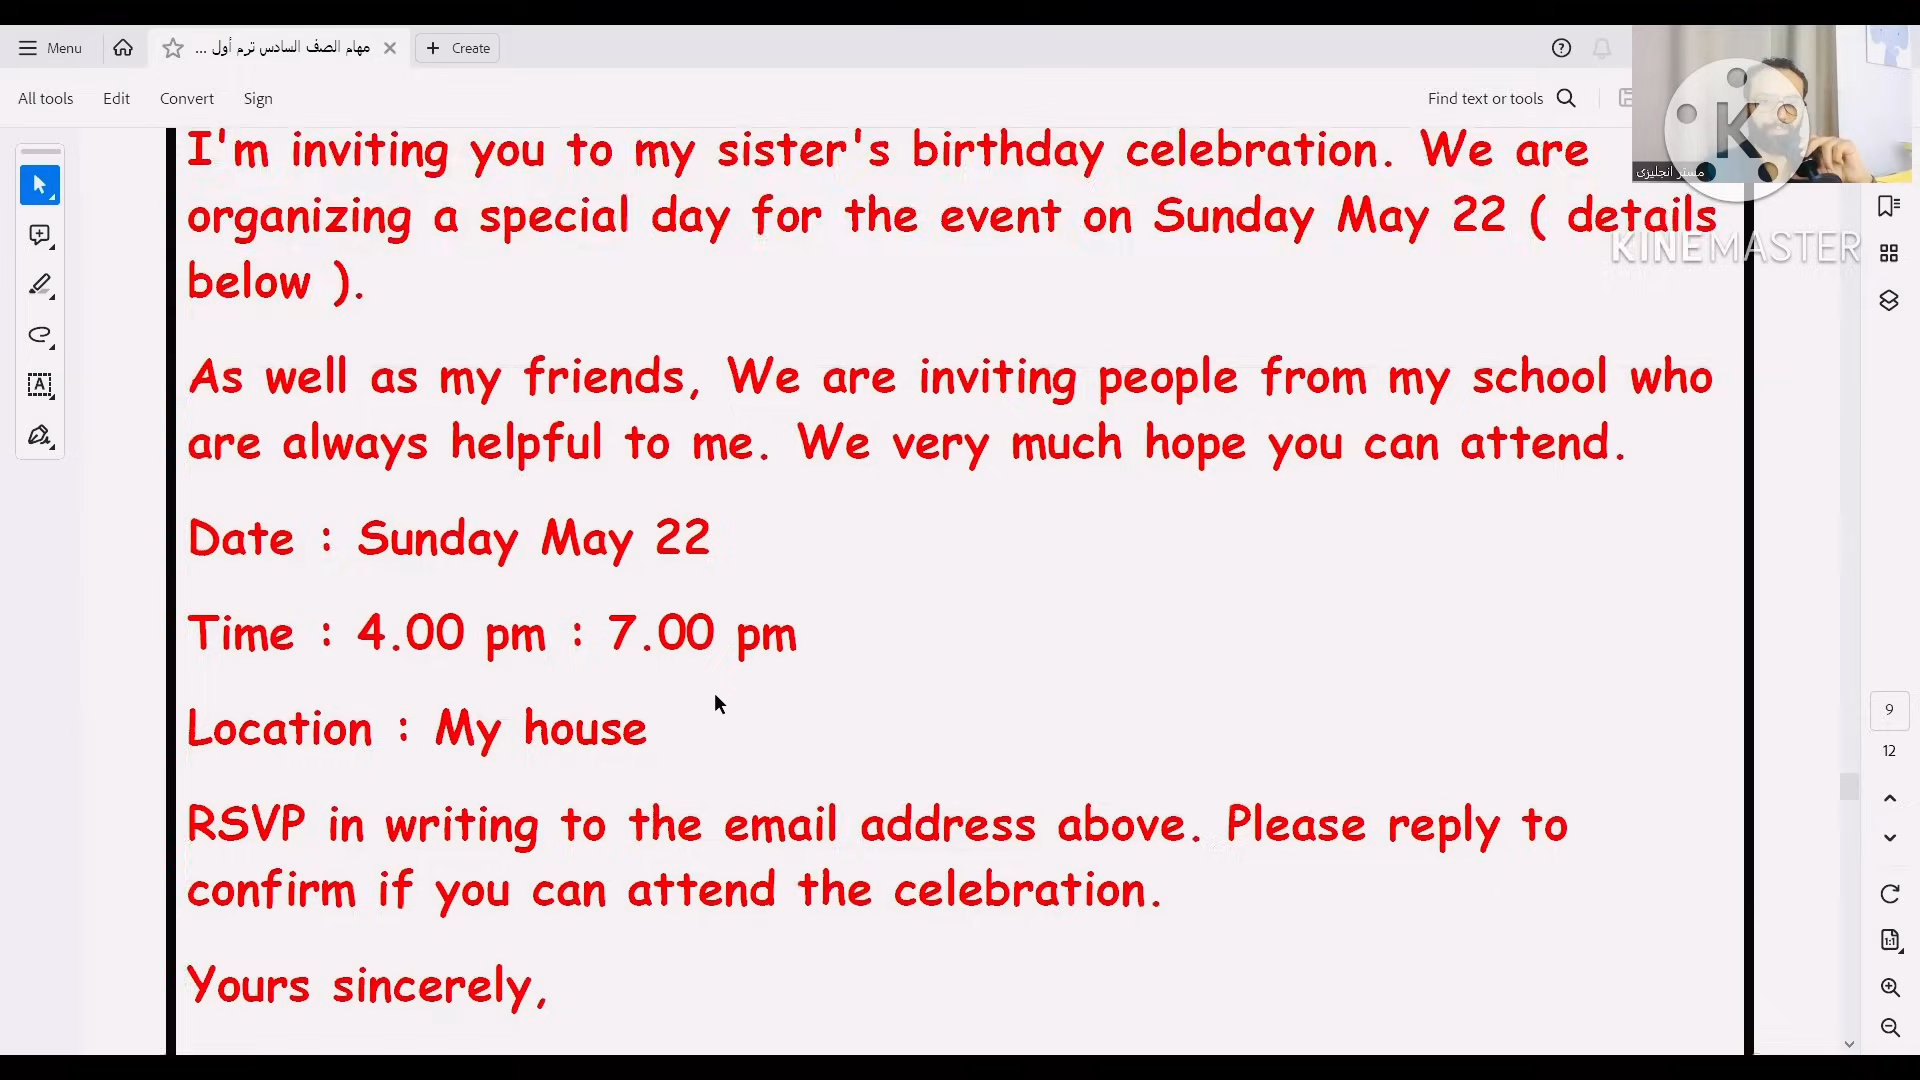 Menu
مهام الصف السادس ترم أول ...
Create
All tools
Edit
Convert
Sign
Find text or tools
مستر انجليزى
K
KINEMASTER
I'm inviting you to my sister's birthday celebration. We are
organizing a special day for the event on Sunday May 22 ( details
below ).
As well as my friends, We are inviting people from my school who
are always helpful to me. We very much hope you can attend.
Date : Sunday May 22
Time : 4.00 pm : 7.00 pm
Location : My house
RSVP in writing to the email address above. Please reply to
confirm if you can attend the celebration.
Yours sincerely,
9
12